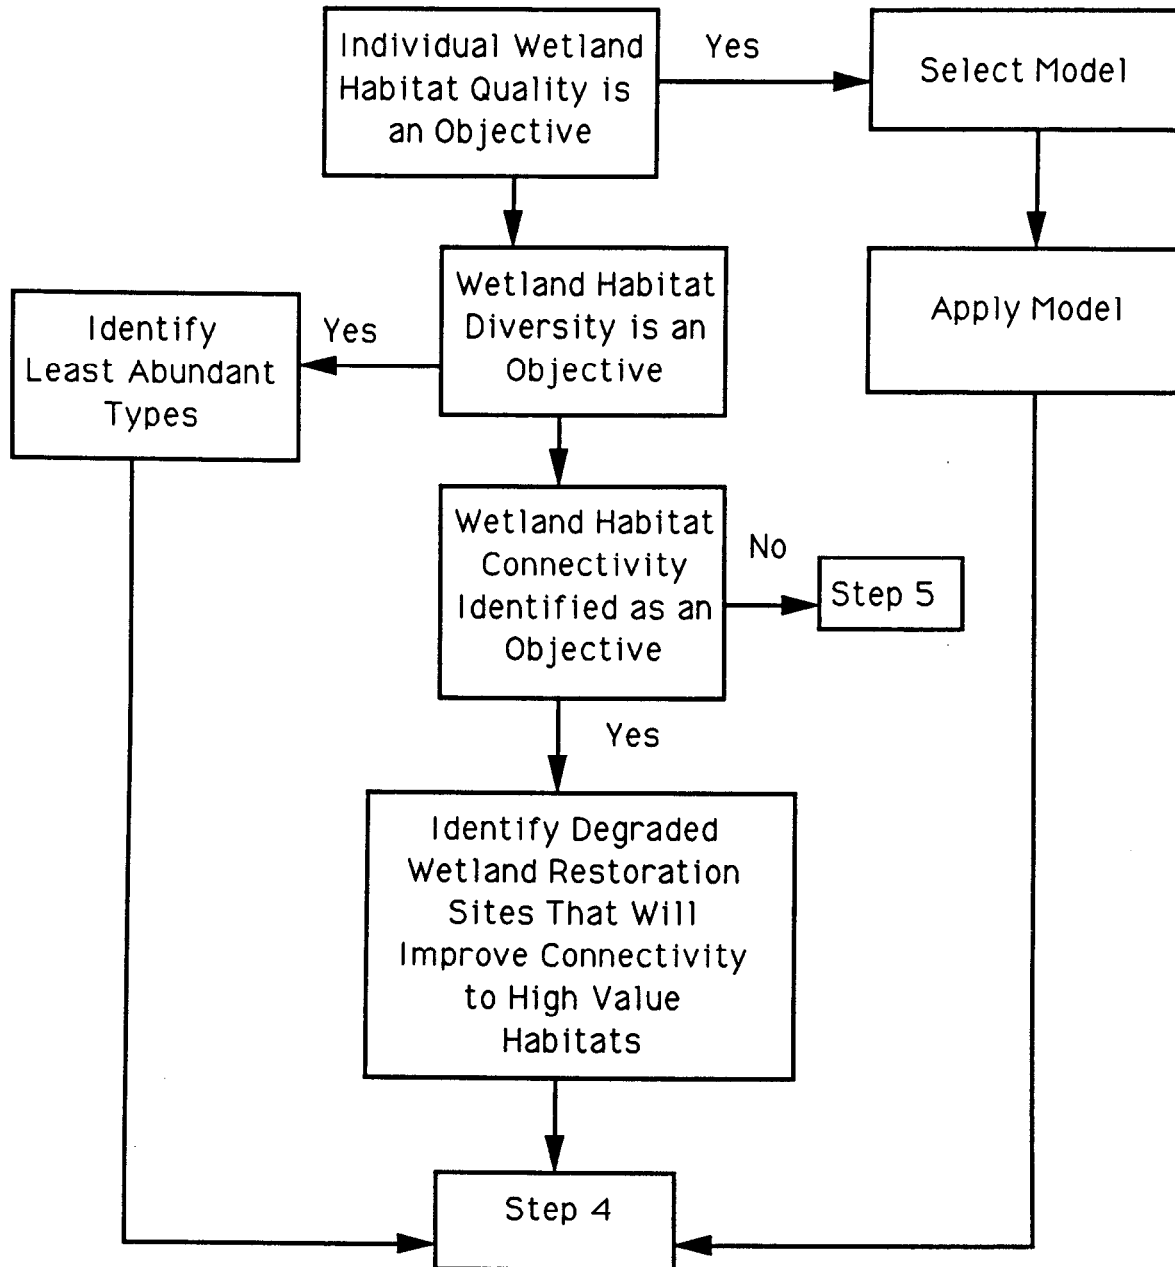 Individual Wetland
Habitat Quality is
an Objective
Yes
Select Model
Wetland Habitat
Diversity is an
Objective
Apply Model
Identify
Least Abundant
Types
Yes
Wetland Habitat
Connectivity
Identified as an
Objective
No
Step 5
Yes
Identify Degraded
Wetland Restoration
Sites That Will
Improve Connectivity
to High Value
Habitats
Step 4